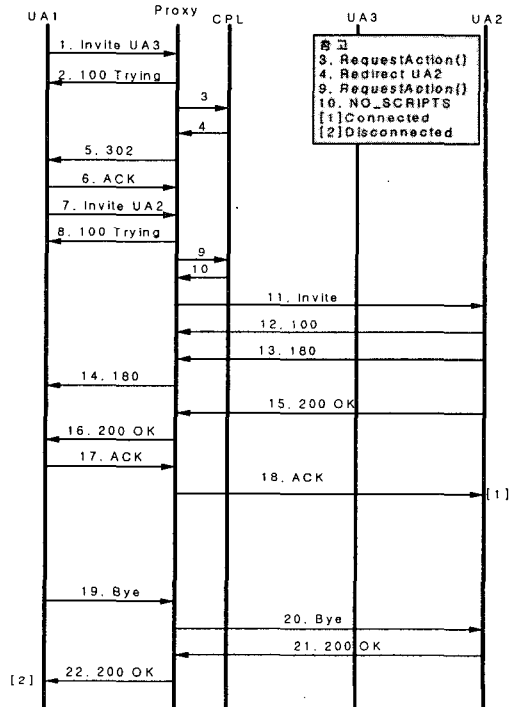 UA1 Proxy CPL UA3 UA2
참고
3. RequestAction()
4. Redirect UA2
9. RequestAction()
10. NO_SCRIPTS
[1]Connected
[2]Disconnected
1. Invite UA3
2. 100 Trying
3
4
5. 302
6. ACK
7. Invite UA2
8. 100 Trying
9
10
11. Invite
12. 100
13. 180
14. 180
15. 200 OK
16. 200 OK
17. ACK
18. ACK
[1]
19. Bye
20. Bye
21. 200 OK
22. 200 OK
[2]